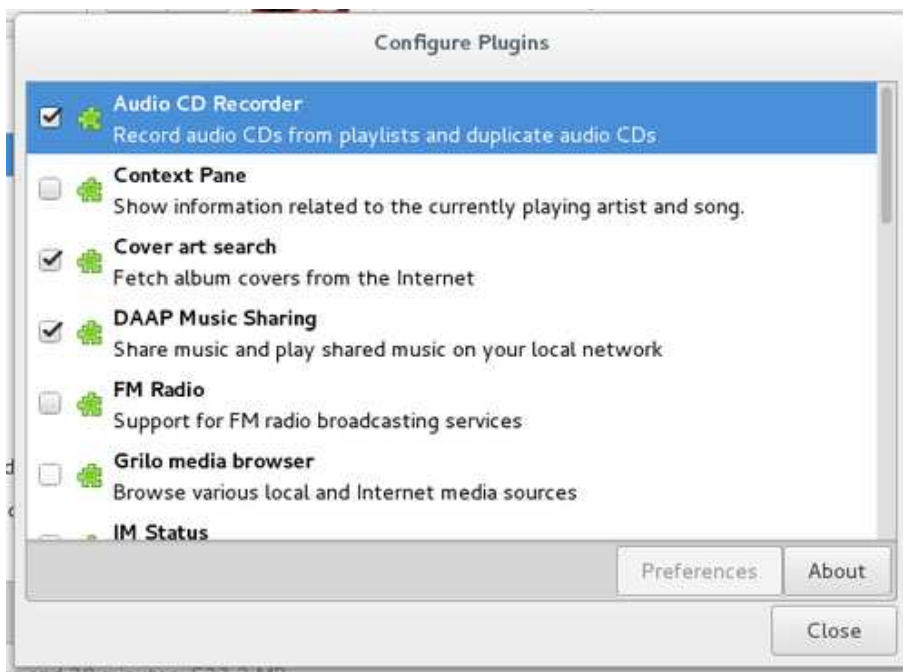 Configure Plugins
Audio CD Recorder
Record audio CDs from playlists and duplicate audio CDs
Context Pane
Show information related to the currently playing artist and song.
Cover art search
Fetch album covers from the Internet
DAAP Music Sharing
Share music and play shared music on your local network
FM Radio
Support for FM radio broadcasting services
Grilo media browser
Browse various local and Internet media sources
IM Status
Preferences
About
Close